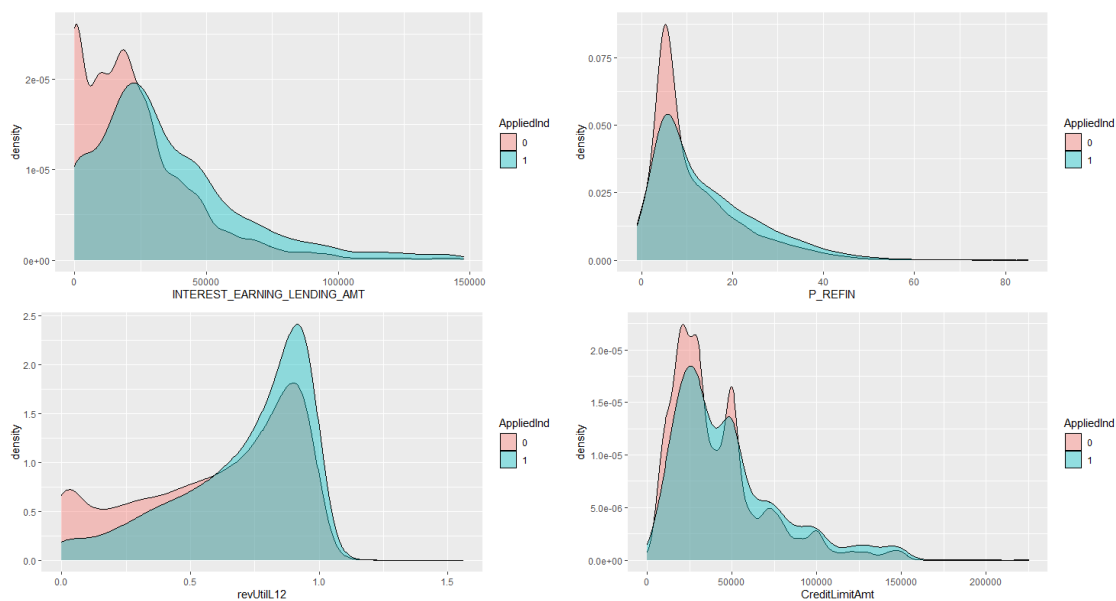 2e-05
1e-05
0e+00
density
0
50000
100000
150000
INTEREST_EARNING_LENDING_AMT
AppliedInd
0
1
0.075
0.050
0.025
0.000
density
0
20
40
60
80
P_REFIN
AppliedInd
0
1
2.5
2.0
1.5
1.0
0.5
0.0
density
0.0
0.5
1.0
1.5
revUtilL12
AppliedInd
0
1
2.0e-05
1.5e-05
1.0e-05
5.0e-06
0.0e+00
density
0
50000
100000
150000
200000
CreditLimitAmt
AppliedInd
0
1